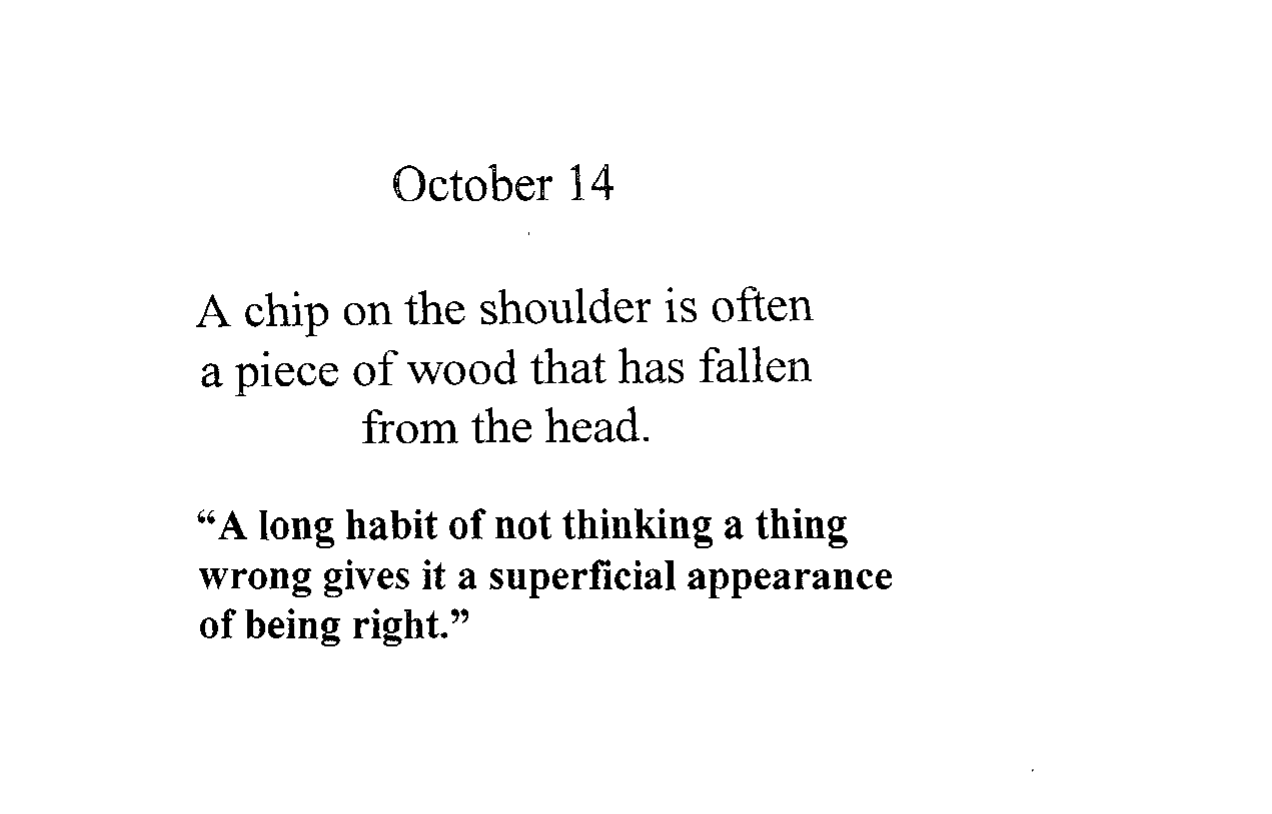 October 14
A chip on the shoulder is often
a piece of wood that has fallen
from the head.
“A long habit of not thinking a thing
wrong gives it a superficial appearance
of being right.”